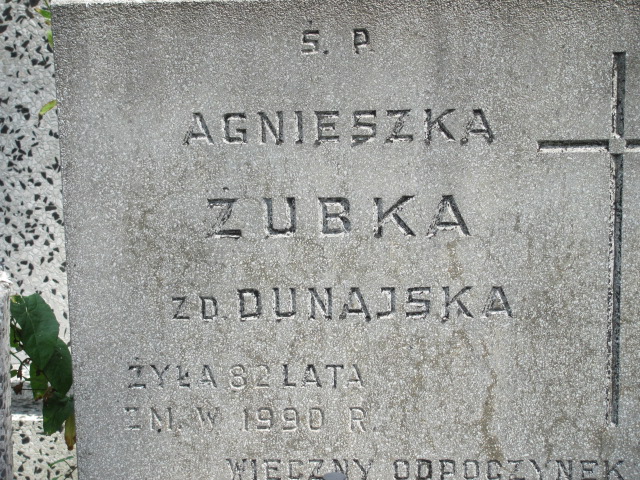 Ś. P.
AGNIESZKA
ŻUBKA
ZD. DUNAJSKA
ŻYŁA 82 LATA
ZM. W 1990 R.
WIECZNY ODPOCZYNEK